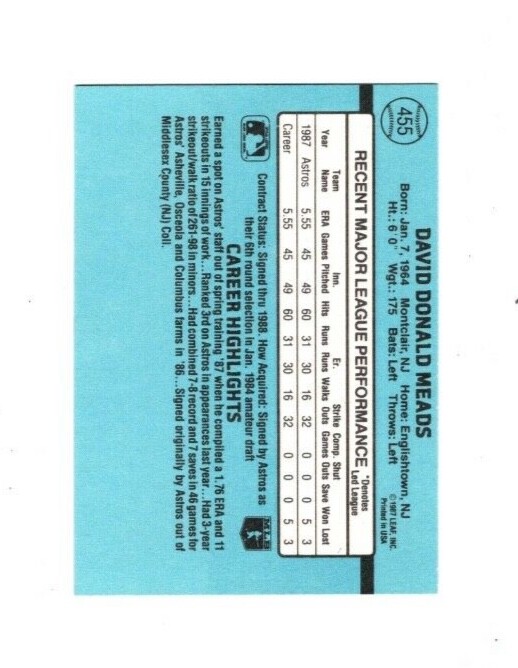 455
DAVID DONALD MEADS
Born: Jan. 7, 1964 Montclair, NJ Home: Englishtown, NJ
Ht.: 6' 0" Wgt.: 175 Bats: Left Throws: Left
©1987 LEAF, INC.
Printed in USA
RECENT MAJOR LEAGUE PERFORMANCE *Denotes Led League
Team Inn. Er. Strike Comp. Shut
Year Name ERA Games Pitched Hits Runs Runs Walks Outs Games Outs Save Won Lost
1987 Astros 5.55 45 49 60 31 30 16 32 0 0 0 5 3
Career 5.55 45 49 60 31 30 16 32 0 0 0 5 3
Contract Status: Signed thru 1988. How Acquired: Signed by Astros as
their 6th round selection in Jan. 1984 amateur draft
MLB
CAREER HIGHLIGHTS
Earned a spot on Astros' staff out of spring training '87 when he compiled a 1.76 ERA and 11
strikeouts in 15 innings of work...Ranked 3rd on Astros in appearances last year...Had 3-year
strikeout/walk ratio of 261-98 in minors...Had combined 7-8 record and 7 saves in 46 games for
Astros' Asheville, Osceola and Columbus farms in '86...Signed originally by Astros out of
Middlesex County (NJ) Coll.